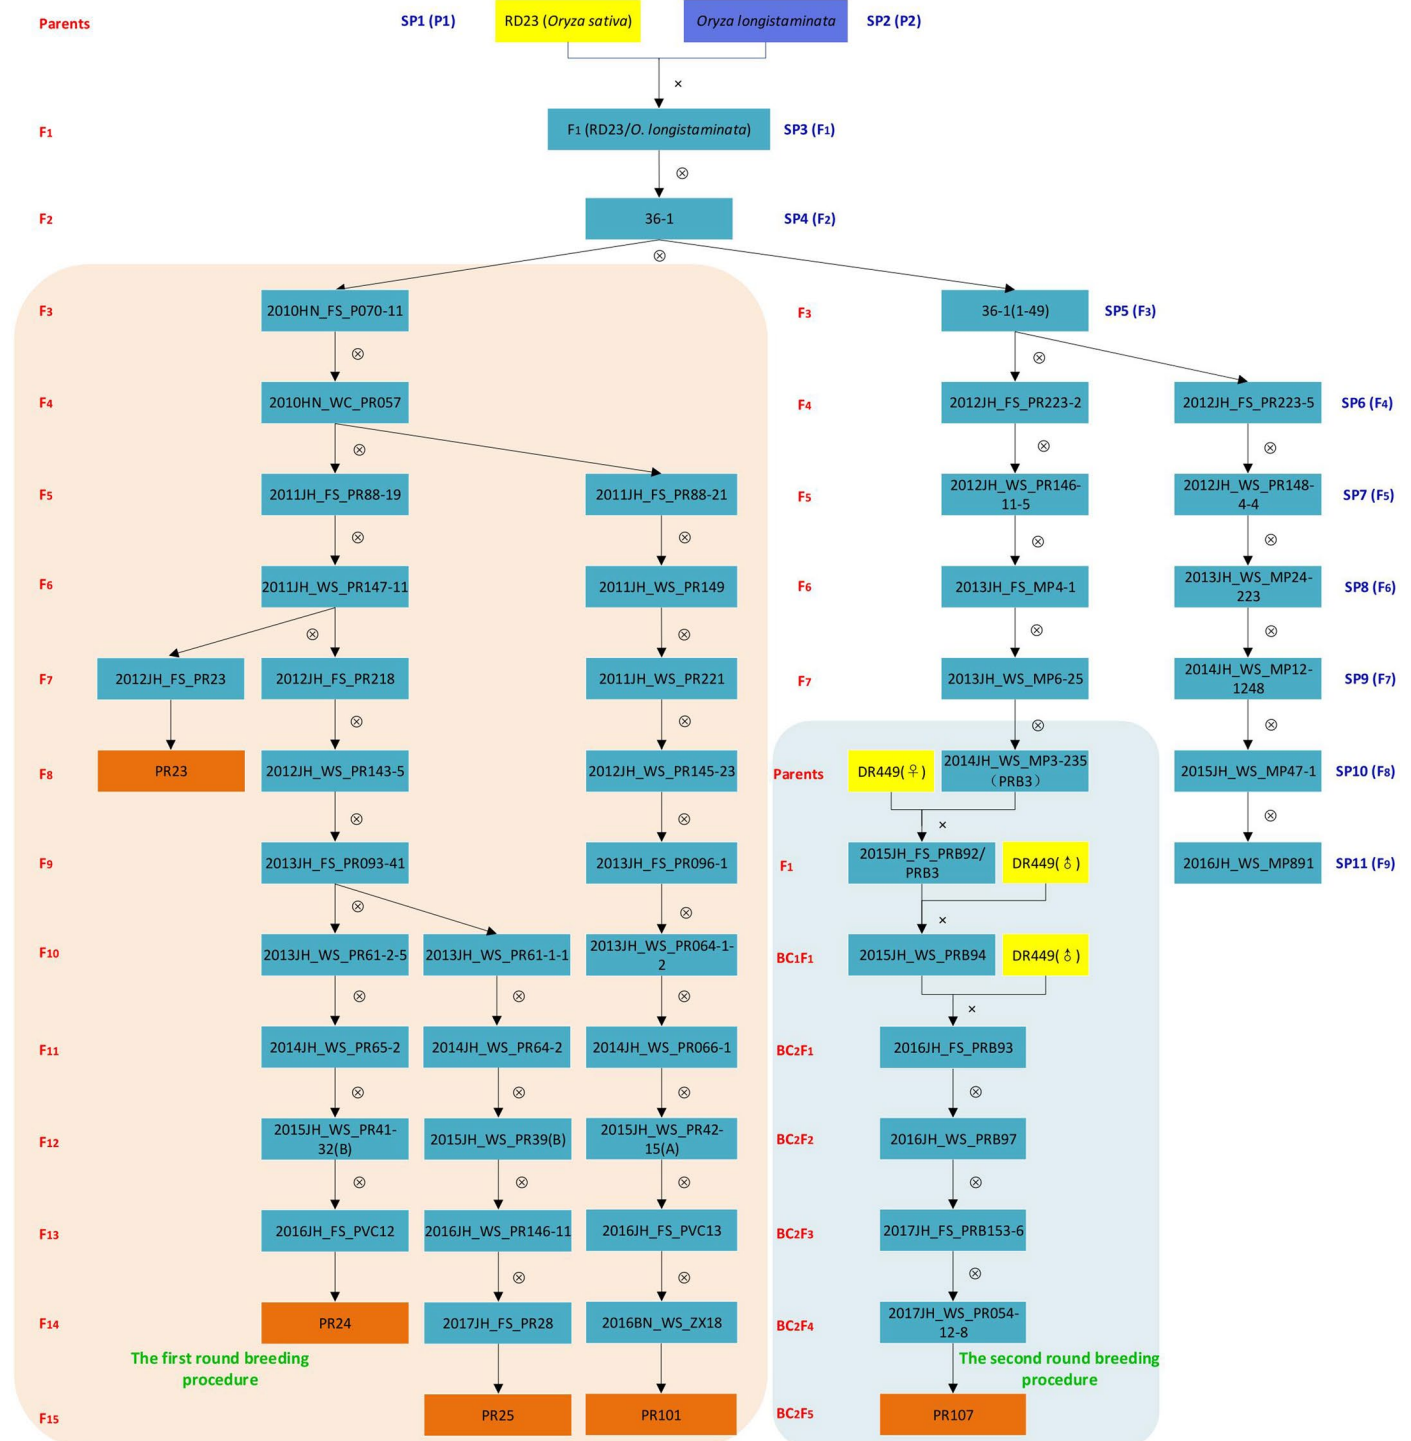 Parents
SP1 (P1)
RD23 (Oryza sativa)
Oryza longistaminata
SP2 (P2)
×
F1
F1 (RD23/O. longistaminata)
SP3 (F1)
⊗
F2
36-1
SP4 (F2)
⊗
F3
2010HN_FS_P070-11
F3
36-1(1-49)
SP5 (F3)
⊗
⊗
F4
2010HN_WC_PR057
F4
2012JH_FS_PR223-2
2012JH_FS_PR223-5
SP6 (F4)
⊗
⊗
⊗
F5
2011JH_FS_PR88-19
2011JH_FS_PR88-21
F5
2012JH_WS_PR146-
11-5
2012JH_WS_PR148-
4-4
SP7 (F5)
⊗
⊗
⊗
⊗
F6
2011JH_WS_PR147-11
2011JH_WS_PR149
F6
2013JH_FS_MP4-1
2013JH_WS_MP24-
223
SP8 (F6)
⊗
⊗
⊗
⊗
F7
2012JH_FS_PR23
2012JH_FS_PR218
2011JH_WS_PR221
F7
2013JH_WS_MP6-25
2014JH_WS_MP12-
1248
SP9 (F7)
⊗
⊗
⊗
⊗
F8
PR23
2012JH_WS_PR143-5
2012JH_WS_PR145-23
Parents
DR449(♀)
2014JH_WS_MP3-235
(PRB3)
2015JH_WS_MP47-1
SP10 (F8)
⊗
⊗
×
⊗
F9
2013JH_FS_PR093-41
2013JH_FS_PR096-1
F1
2015JH_FS_PRB92/
PRB3
DR449(♂)
2016JH_WS_MP891
SP11 (F9)
⊗
⊗
×
F10
2013JH_WS_PR61-2-5
2013JH_WS_PR61-1-1
2013JH_WS_PR064-1-
2
BC1F1
2015JH_WS_PRB94
DR449(♂)
⊗
⊗
⊗
×
F11
2014JH_WS_PR65-2
2014JH_WS_PR64-2
2014JH_WS_PR066-1
BC2F1
2016JH_FS_PRB93
⊗
⊗
⊗
⊗
F12
2015JH_WS_PR41-
32(B)
2015JH_WS_PR39(B)
2015JH_WS_PR42-
15(A)
BC2F2
2016JH_WS_PRB97
⊗
⊗
⊗
⊗
F13
2016JH_FS_PVC12
2016JH_WS_PR146-11
2016JH_FS_PVC13
BC2F3
2017JH_FS_PRB153-6
⊗
⊗
⊗
F14
PR24
2017JH_FS_PR28
2016BN_WS_ZX18
BC2F4
2017JH_WS_PR054-
12-8
The first round breeding
procedure
The second round breeding
procedure
F15
PR25
PR101
BC2F5
PR107